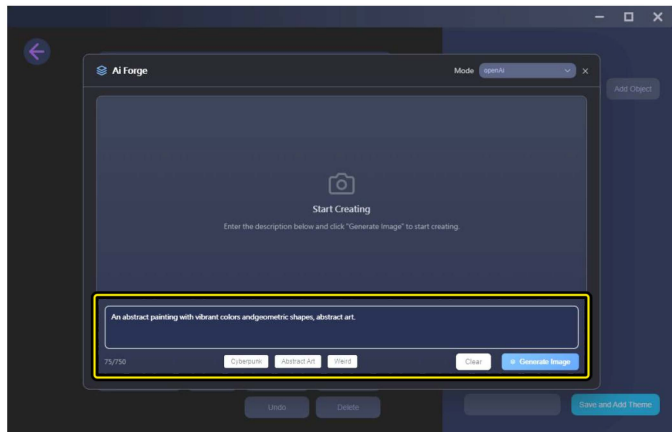 Ai Forge
Mode
openAi
Add Object
Start Creating
Enter the description below and click "Generate Image" to start creating.
An abstract painting with vibrant colors andgeometric shapes, abstract art.
75/750
Cyberpunk
Abstract Art
Weird
Clear
Generate Image
Undo
Delete
Save and Add Theme